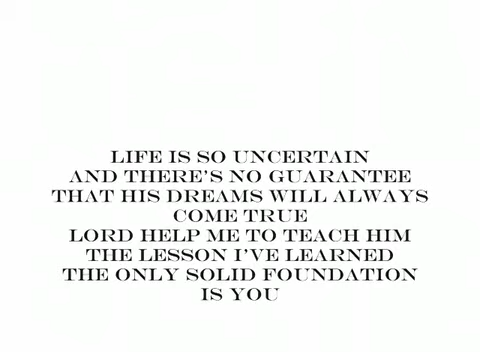 LIFE IS SO UNCERTAIN
AND THERE'S NO GUARANTEE
THAT HIS DREAMS WILL ALWAYS
COME TRUE
LORD HELP ME TO TEACH HIM
THE LESSON I'VE LEARNED
THE ONLY SOLID FOUNDATION
IS YOU